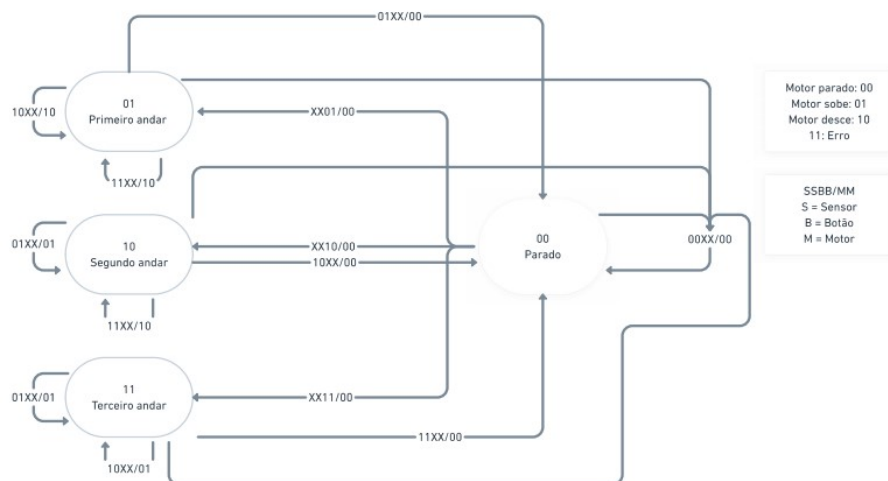 01XX/00
01
Primeiro andar
10XX/10
11XX/10
XX01/00
Motor parado: 00
Motor sobe: 01
Motor desce: 10
11: Erro
SSBB/MM
S = Sensor
B = Botão
M = Motor
10
Segundo andar
01XX/01
11XX/10
XX10/00
10XX/00
00
Parado
00XX/00
11
Terceiro andar
01XX/01
10XX/01
XX11/00
11XX/00